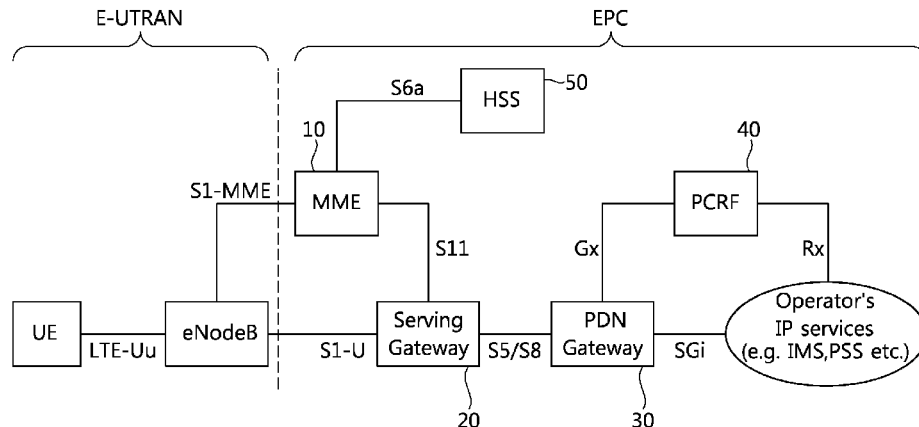 E-UTRAN
EPC
S6a
HSS
50
10
40
S1-MME
MME
PCRF
S11
Gx
Rx
UE
LTE-Uu
eNodeB
S1-U
Serving
Gateway
S5/S8
PDN
Gateway
SGi
Operator's
IP services
(e.g. IMS,PSS etc.)
20
30